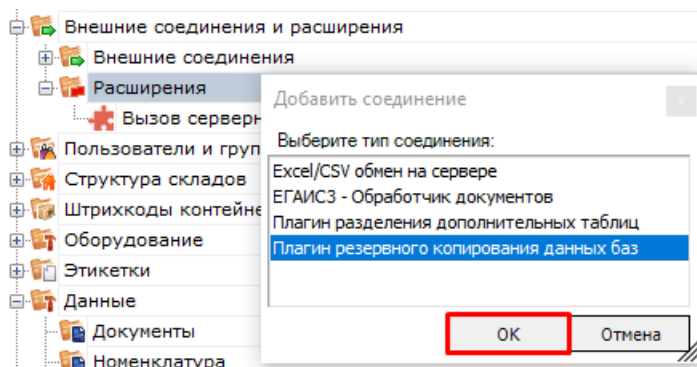 Внешние соединения и расширения
Внешние соединения
Расширения
Вызов серверн
Пользователи и груп
Структура складов
Штрихкоды контейне
Оборудование
Этикетки
Данные
Документы
Номенклатура
Добавить соединение
x
Выберите тип соединения:
Excel/CSV обмен на сервере
ЕГАИС3 - Обработчик документов
Плагин разделения дополнительных таблиц
Плагин резервного копирования данных баз
ОК
Отмена